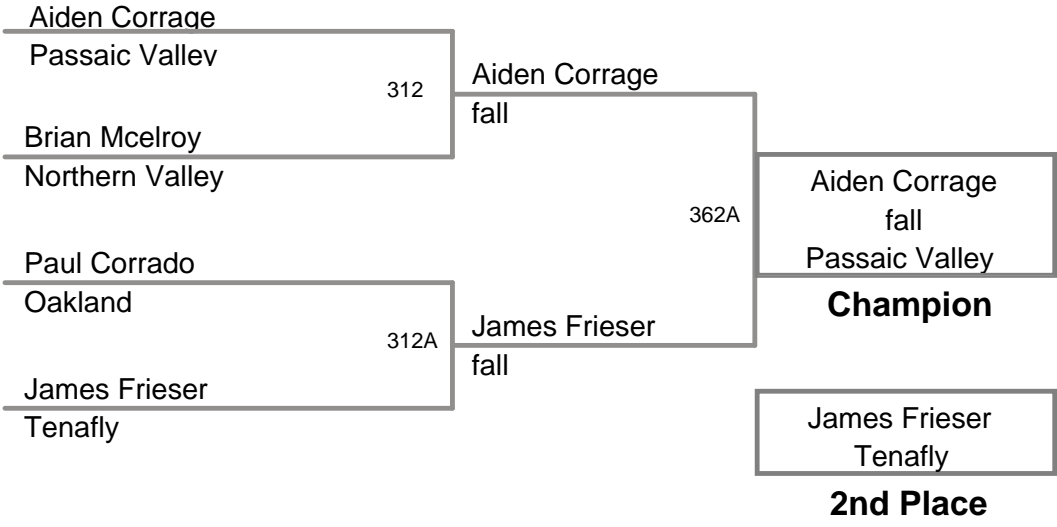 Aiden Corrage
Passaic Valley
312
Brian Mcelroy
Northern Valley
Aiden Corrage
fall
Paul Corrado
Oakland
312A
James Frieser
Tenafly
James Frieser
fall
362A
Aiden Corrage
fall
Passaic Valley
Champion
James Frieser
Tenafly
2nd Place